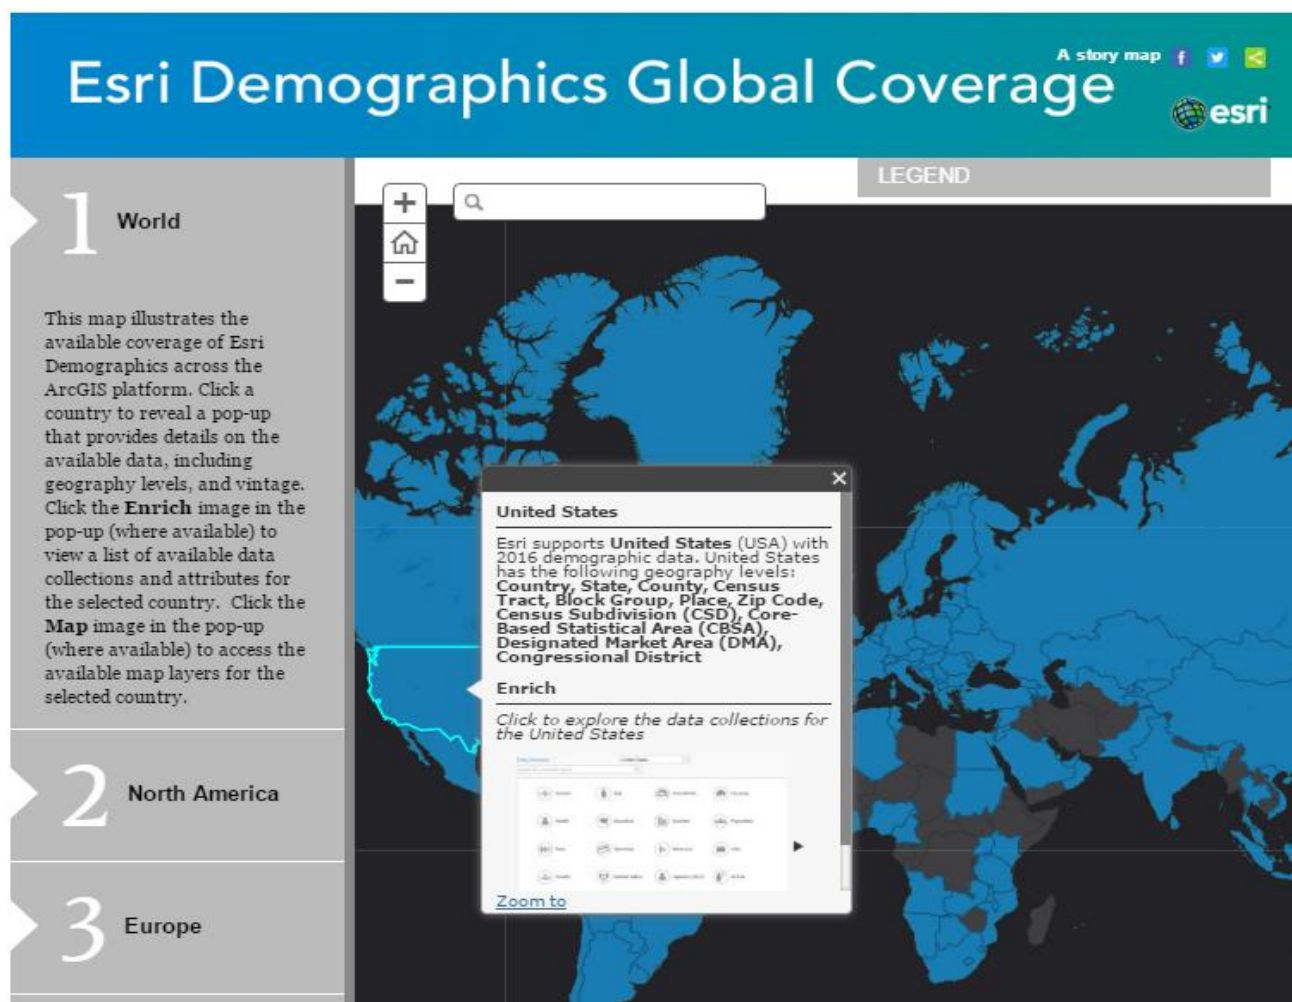 A story map
Esri Demographics Global Coverage
esri
LEGEND
1 World
This map illustrates the
available coverage of Esri
Demographics across the
ArcGIS platform. Click a
country to reveal a pop-up
that provides details on the
available data, including
geography levels, and vintage.
Click the Enrich image in the
pop-up (where available) to
view a list of available data
collections and attributes for
the selected country. Click the
Map image in the pop-up
(where available) to access the
available map layers for the
selected country.
2 North America
3 Europe
United States
Esri supports United States (USA) with
2016 demographic data. United States
has the following geography levels:
Country, State, County, Census
Tract, Block Group, Place, Zip Code,
Census Subdivision (CSD), Core-
Based Statistical Area (CBSA),
Designated Market Area (DMA),
Congressional District
Enrich
Click to explore the data collections for
the United States
Zoom to